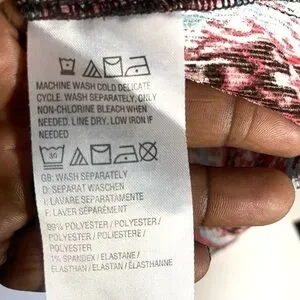 MACHINE WASH COLD DELICATE
CYCLE. WASH SEPARATELY. ONLY
NON-CHLORINE BLEACH WHEN
NEEDED. LINE DRY. LOW IRON IF
NEEDED
30
GB: WASH SEPARATELY
D: SEPARAT WASCHEN
I: LAVARE SEPARATAMENTE
F: LAVER SÉPARÉMENT
99% POLYESTER / POLYESTER /
POLYESTER / POLIESTERE /
POLYESTER
1% SPANDEX / ELASTANE /
ELASTHAN / ELASTAN / ÉLASTHANNE